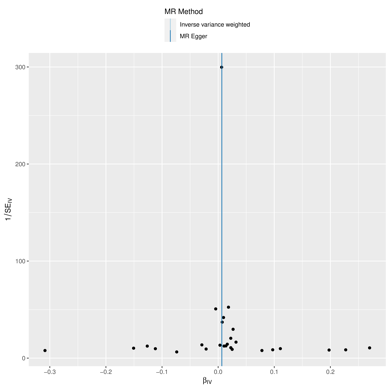 MR Method
Inverse variance weighted
MR Egger
300
200
100
0
1/SE_IV
−0.3
−0.2
−0.1
0.0
0.1
0.2
β_IV